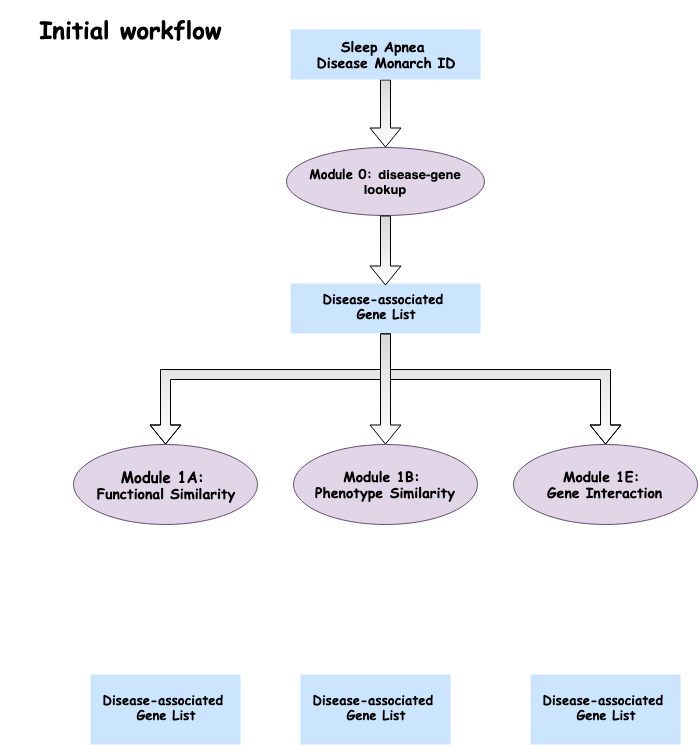 Initial workflow
Sleep Apnea
Disease Monarch ID
Module 0: disease-gene
lookup
Disease-associated
Gene List
Module 1A:
Functional Similarity
Module 1B:
Phenotype Similarity
Module 1E:
Gene Interaction
Disease-associated
Gene List
Disease-associated
Gene List
Disease-associated
Gene List